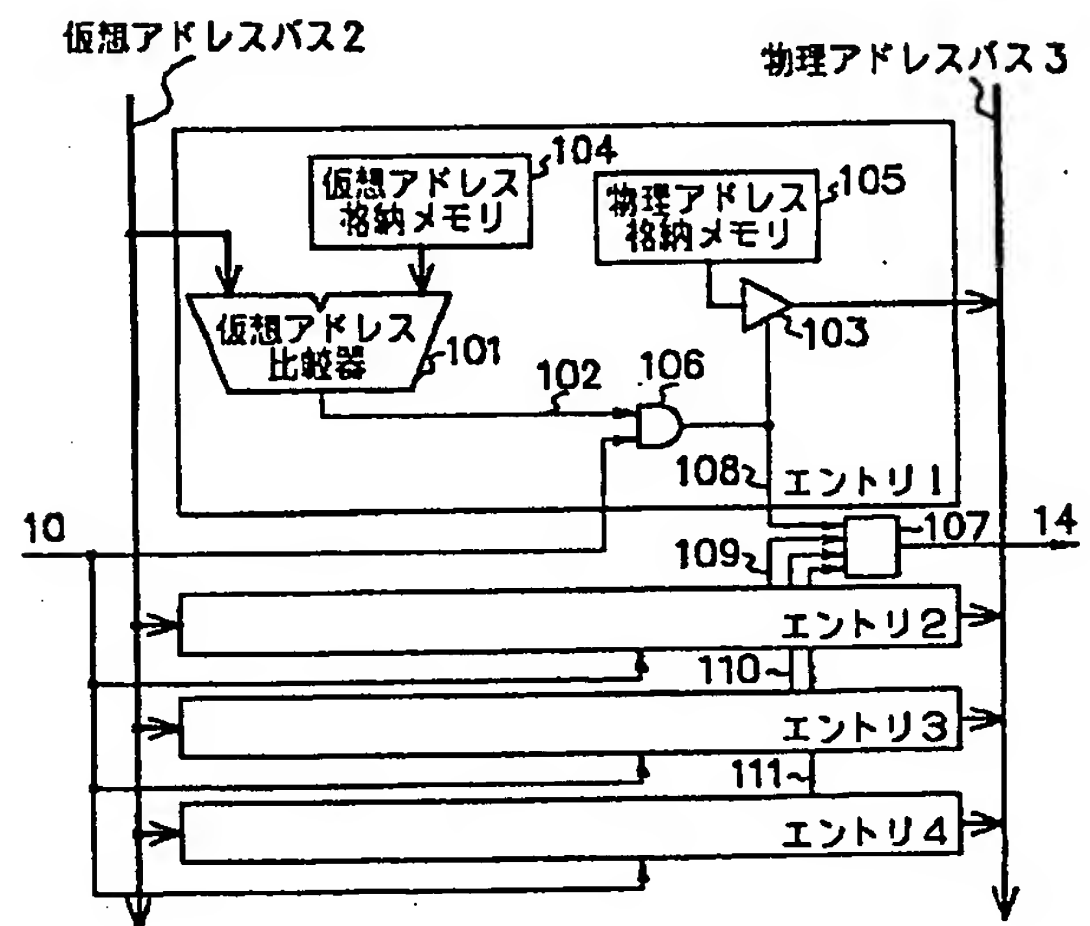 仮想アドレスバス2
物理アドレスバス3
104
仮想アドレス
格納メモリ
105
物理アドレス
格納メモリ
103
仮想アドレス
比較器
101
102
106
108
エントリ1
10
107
14
109
エントリ2
110
エントリ3
111
エントリ4